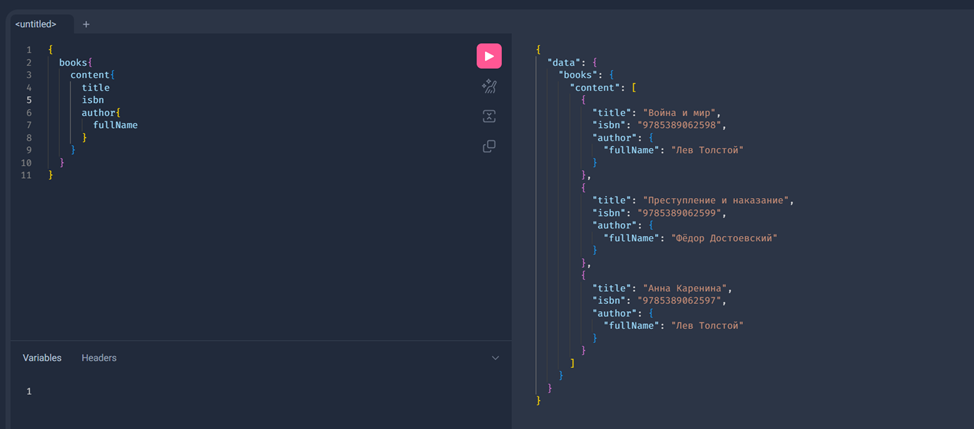 <untitled> +
1 {
2 books{
3 content{
4 title
5 isbn
6 author{
7 fullName
8 }
9 }
10 }
11 }
Variables Headers
1
{
"data": {
"books": {
"content": [
{
"title": "Война и мир",
"isbn": "9785389062598",
"author": {
"fullName": "Лев Толстой"
}
},
{
"title": "Преступление и наказание",
"isbn": "9785389062599",
"author": {
"fullName": "Фёдор Достоевский"
}
},
{
"title": "Анна Каренина",
"isbn": "9785389062597",
"author": {
"fullName": "Лев Толстой"
}
}
]
}
}
}